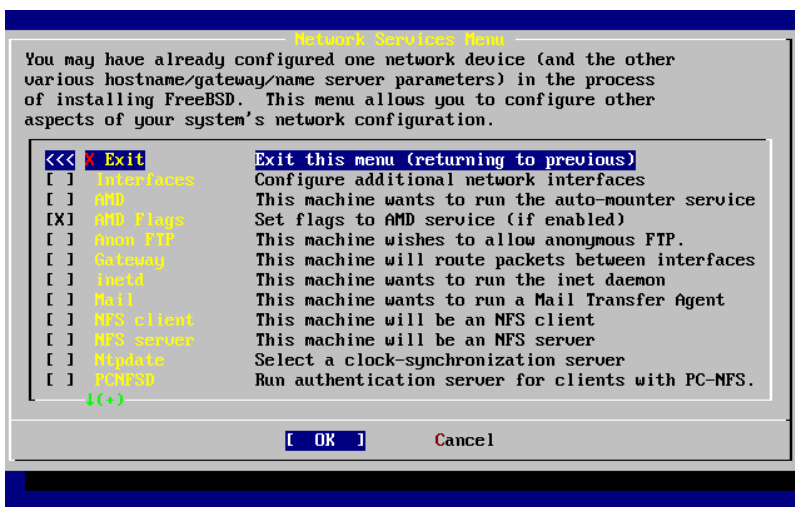 Network Services Menu
You may have already configured one network device (and the other
various hostname/gateway/name server parameters) in the process
of installing FreeBSD.  This menu allows you to configure other
aspects of your system's network configuration.
<<< X Exit Exit this menu (returning to previous)
[ ] Interfaces Configure additional network interfaces
[ ] AMD This machine wants to run the auto-mounter service
[X] AMD Flags Set flags to AMD service (if enabled)
[ ] Anon FTP This machine wishes to allow anonymous FTP.
[ ] Gateway This machine will route packets between interfaces
[ ] inetd This machine wants to run the inet daemon
[ ] Mail This machine wants to run a Mail Transfer Agent
[ ] NFS client This machine will be an NFS client
[ ] NFS server This machine will be an NFS server
[ ] Ntpdate Select a clock-synchronization server
[ ] PCNFSD Run authentication server for clients with PC-NFS.
↓(+)
[ OK ] Cancel